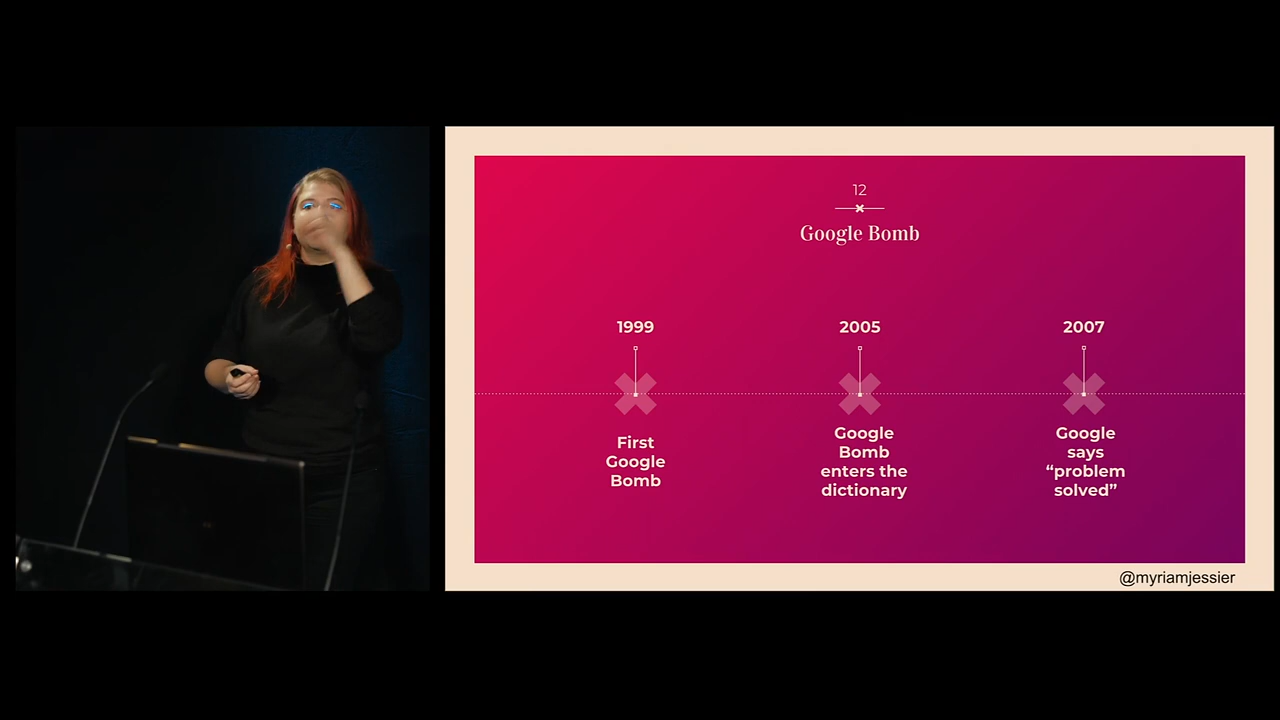 12
Google Bomb
1999
2005
2007
First
Google
Bomb
Google
Bomb
enters the
dictionary
Google
says
“problem
solved”
@myriamjessier